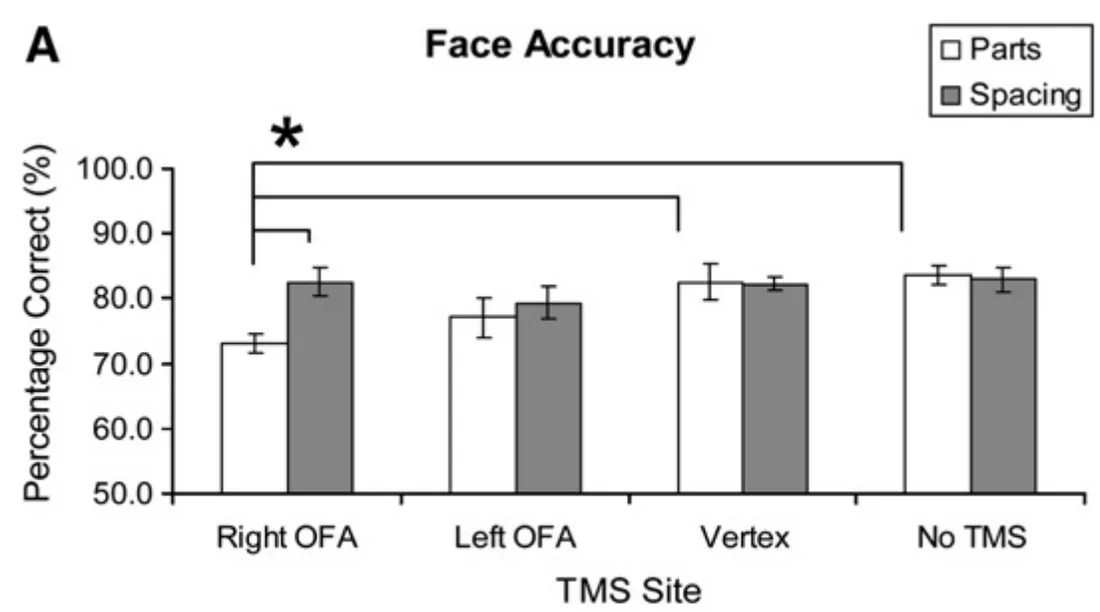 A
Face Accuracy
Parts
Spacing
*
Percentage Correct (%)
100.0
90.0
80.0
70.0
60.0
50.0
Right OFA
Left OFA
Vertex
No TMS
TMS Site